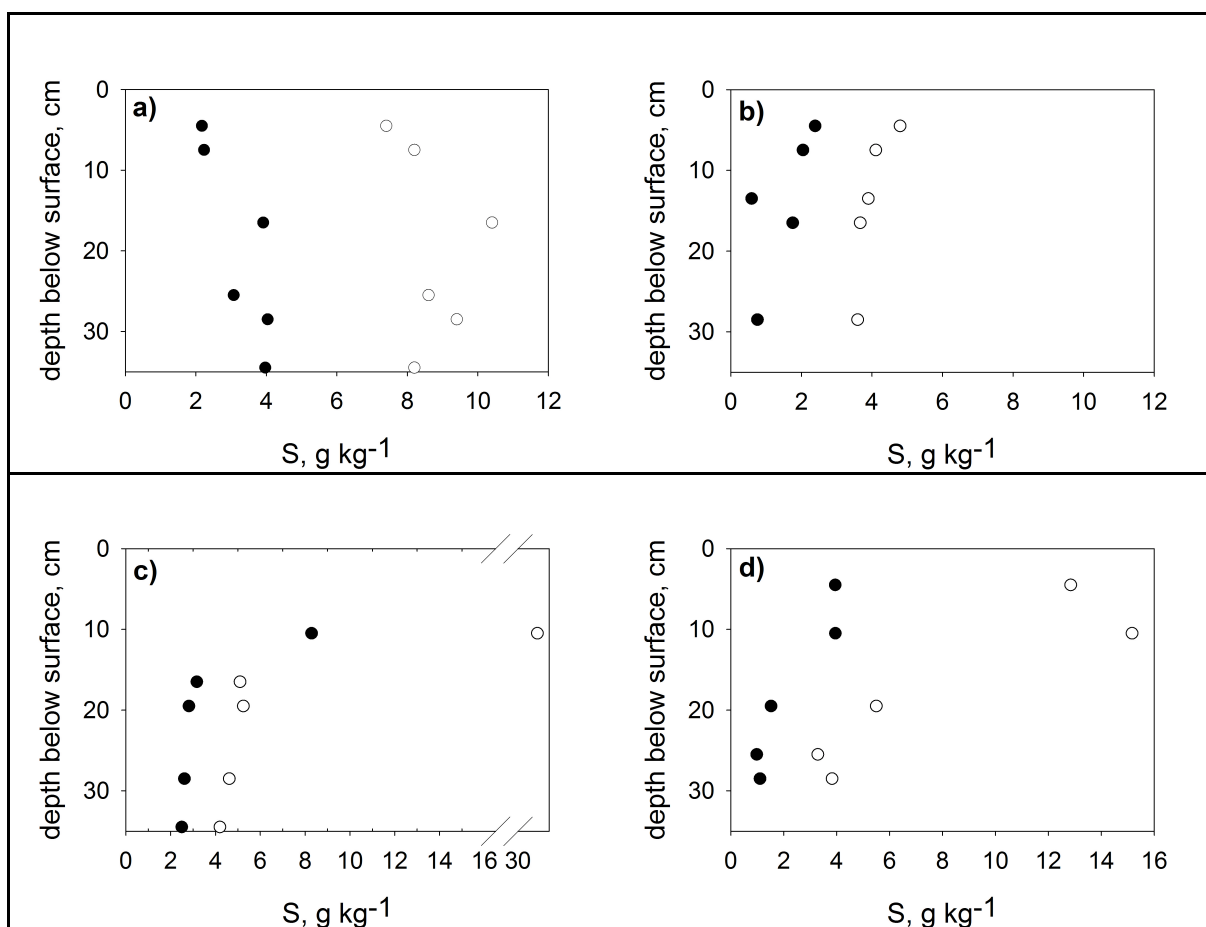 a)
depth below surface, cm
0
10
20
30
0 2 4 6 8 10 12
S, g kg-1
b)
depth below surface, cm
0
10
20
30
0 2 4 6 8 10 12
S, g kg-1
c)
depth below surface, cm
0
10
20
30
0 2 4 6 8 10 12 14 16 30
S, g kg-1
d)
depth below surface, cm
0
10
20
30
0 2 4 6 8 10 12 14 16
S, g kg-1